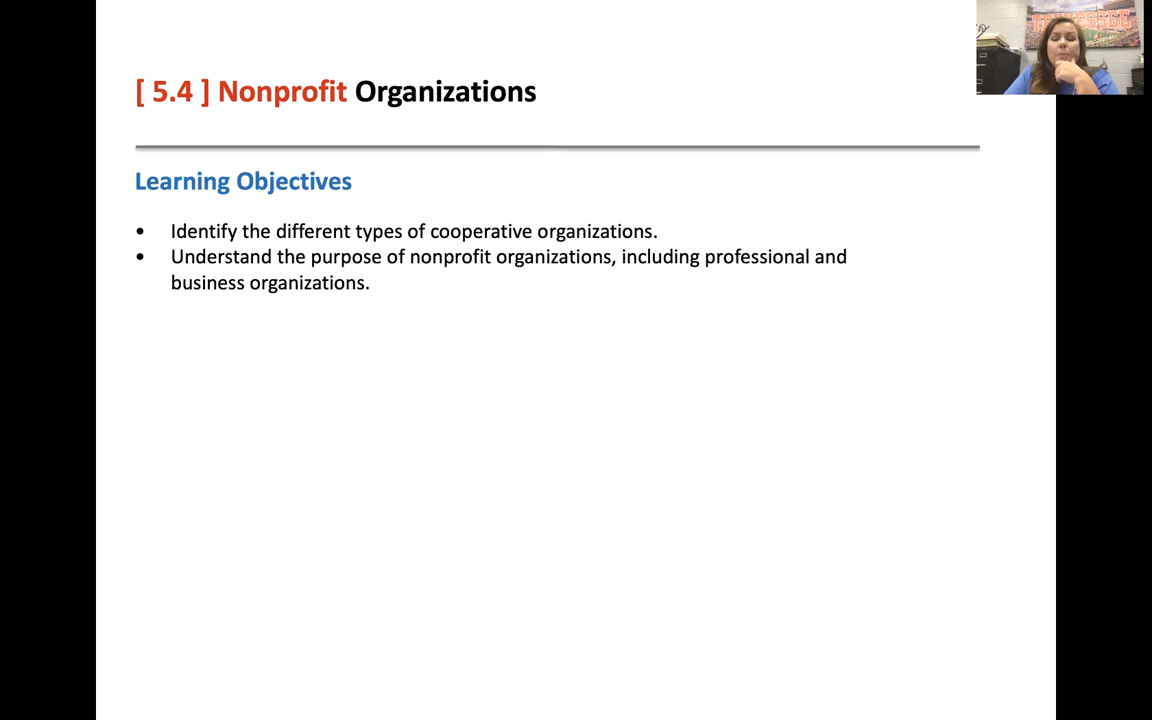 TENNESSEE
[ 5.4 ] Nonprofit Organizations
Learning Objectives
• Identify the different types of cooperative organizations.
• Understand the purpose of nonprofit organizations, including professional and
business organizations.